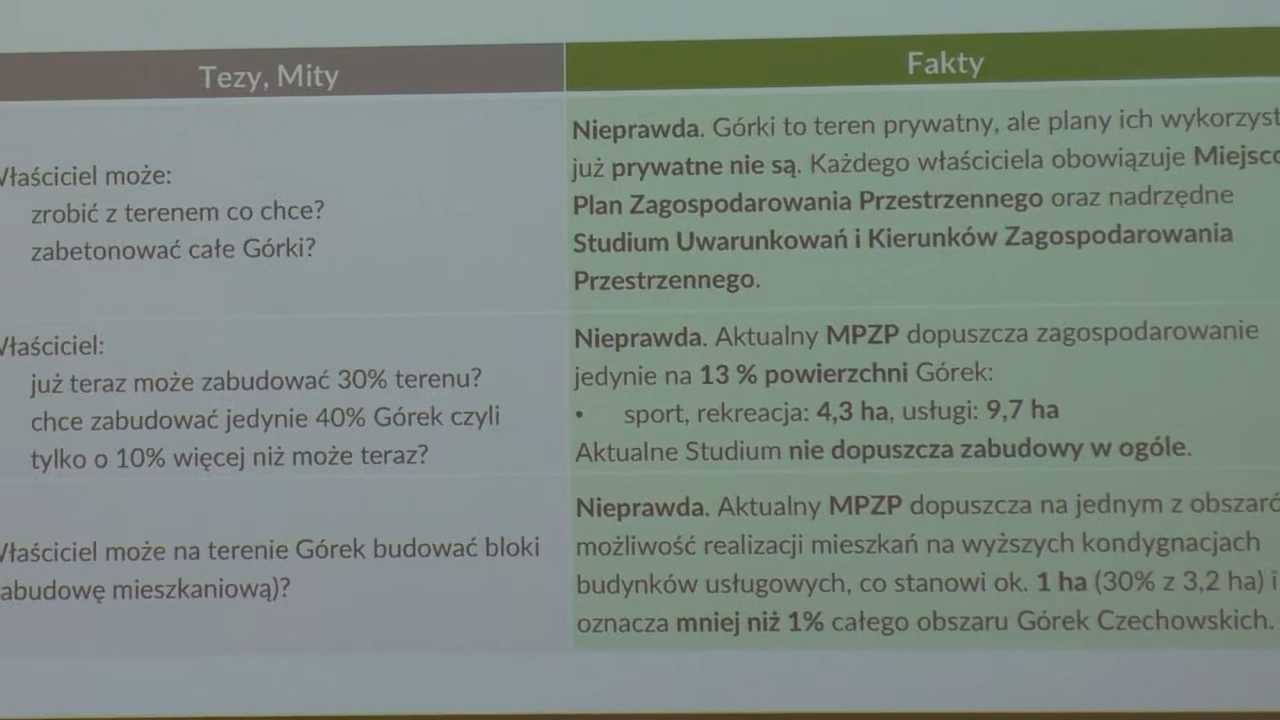 Tezy, Mity
Fakty
Właściciel może:
zrobić z terenem co chce?
zabetonować całe Górki?
Nieprawda. Górki to teren prywatny, ale plany ich
już prywatne nie są. Każdego właściciela obowiązuje
Plan Zagospodarowania Przestrzennego oraz nadrzędne
Studium Uwarunkowań i Kierunków Zagospodarowania
Przestrzennego.
Właściciel:
już teraz może zabudować 30% terenu?
chce zabudować jedynie 40% Górek czyli
tylko o 10% więcej niż może teraz?
Nieprawda. Aktualny MPZP dopuszcza zagospodarowanie
jedynie na 13 % powierzchni Górek:
• sport, rekreacja: 4,3 ha, usługi: 9,7 ha
Aktualne Studium nie dopuszcza zabudowy w ogóle.
Właściciel może na terenie Górek budować bloki
Nieprawda. Aktualny MPZP dopuszcza na jednym z
mieszkaniową)?
możliwość realizacji mieszkań na wyższych kondygnacjach
budynków usługowych, co stanowi ok. 1 ha (30% z 3,2 ha) i
oznacza mniej niż 1% całego obszaru Górek Czechowskich.